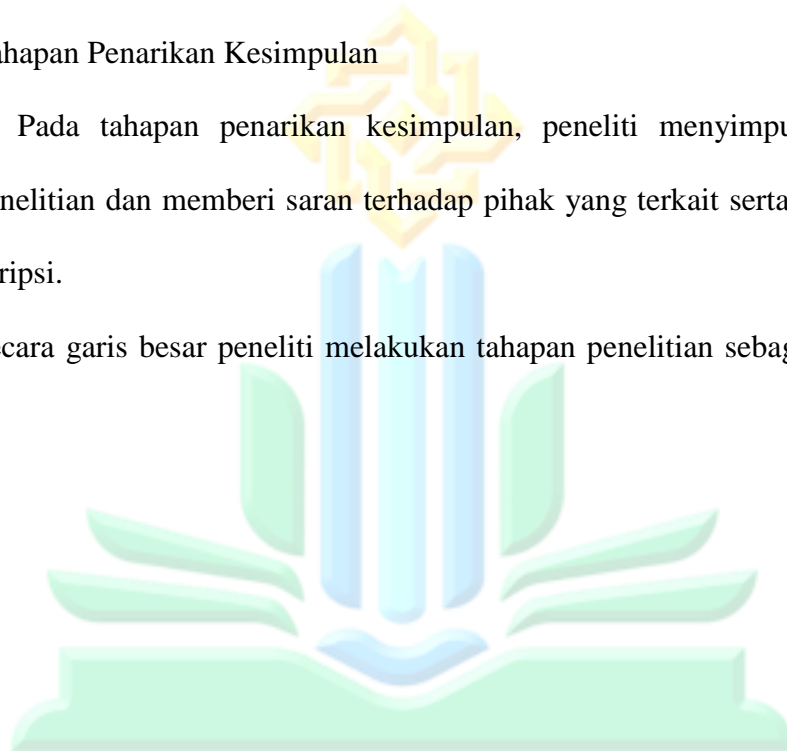 ahapan Penarikan Kesimpulan
Pada tahapan penarikan kesimpulan, peneliti menyimpu
nelitian dan memberi saran terhadap pihak yang terkait serta
ripsi.
ecara garis besar peneliti melakukan tahapan penelitian sebag